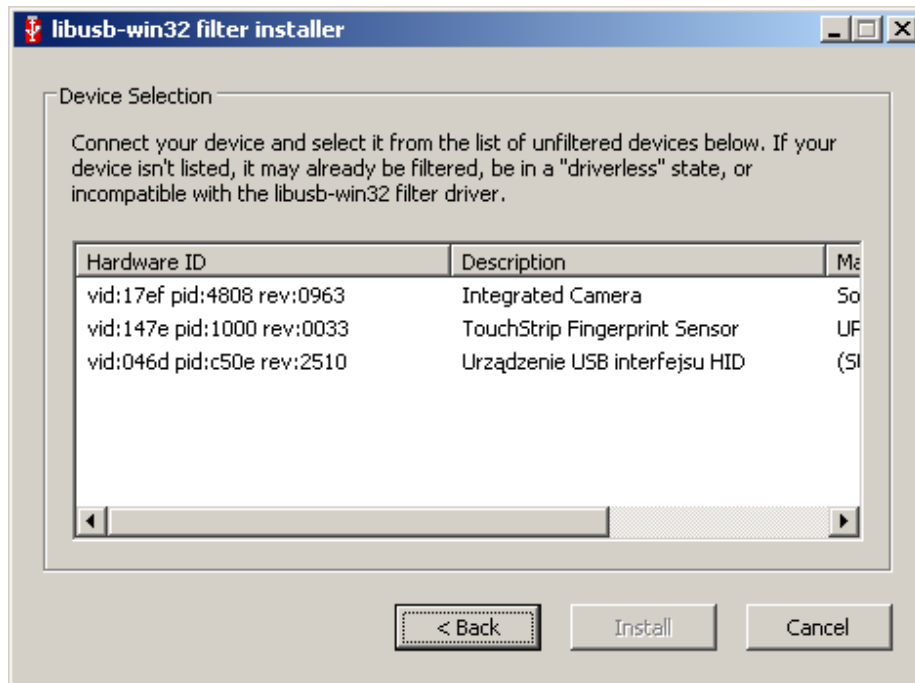 libusb-win32 filter installer
Device Selection
Connect your device and select it from the list of unfiltered devices below. If your
device isn't listed, it may already be filtered, be in a "driverless" state, or
incompatible with the libusb-win32 filter driver.
Hardware ID Description Ma
vid:17ef pid:4808 rev:0963 Integrated Camera So
vid:147e pid:1000 rev:0033 TouchStrip Fingerprint Sensor
vid:046d pid:c50e rev:2510 Urządzenie USB interfejsu HID
< Back Install Cancel